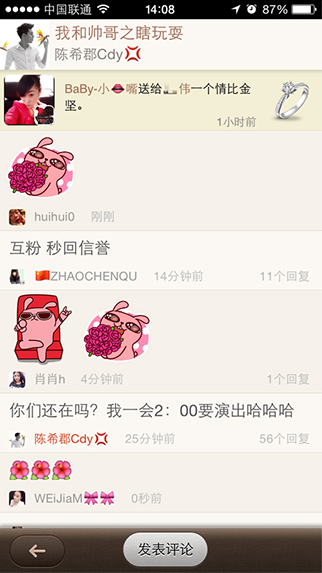 中国联通 14:08
我和帅哥之瞎玩耍
陈希郡Cdy💢
BaBy-小👄嘴送给🚬伟一个情比金
坚。
1小时前
huihui0 刚刚
互粉 秒回信誉
🇨🇳ZHAOCHENQU 14分钟前 11个回复
肖肖h 4分钟前 1个回复
你们还在吗？我一会2：00要演出哈哈哈
陈希郡Cdy💢 25分钟前 56个回复
🌺🌺🌺
WEiJiaM🎀🎀 0秒前
发表评论